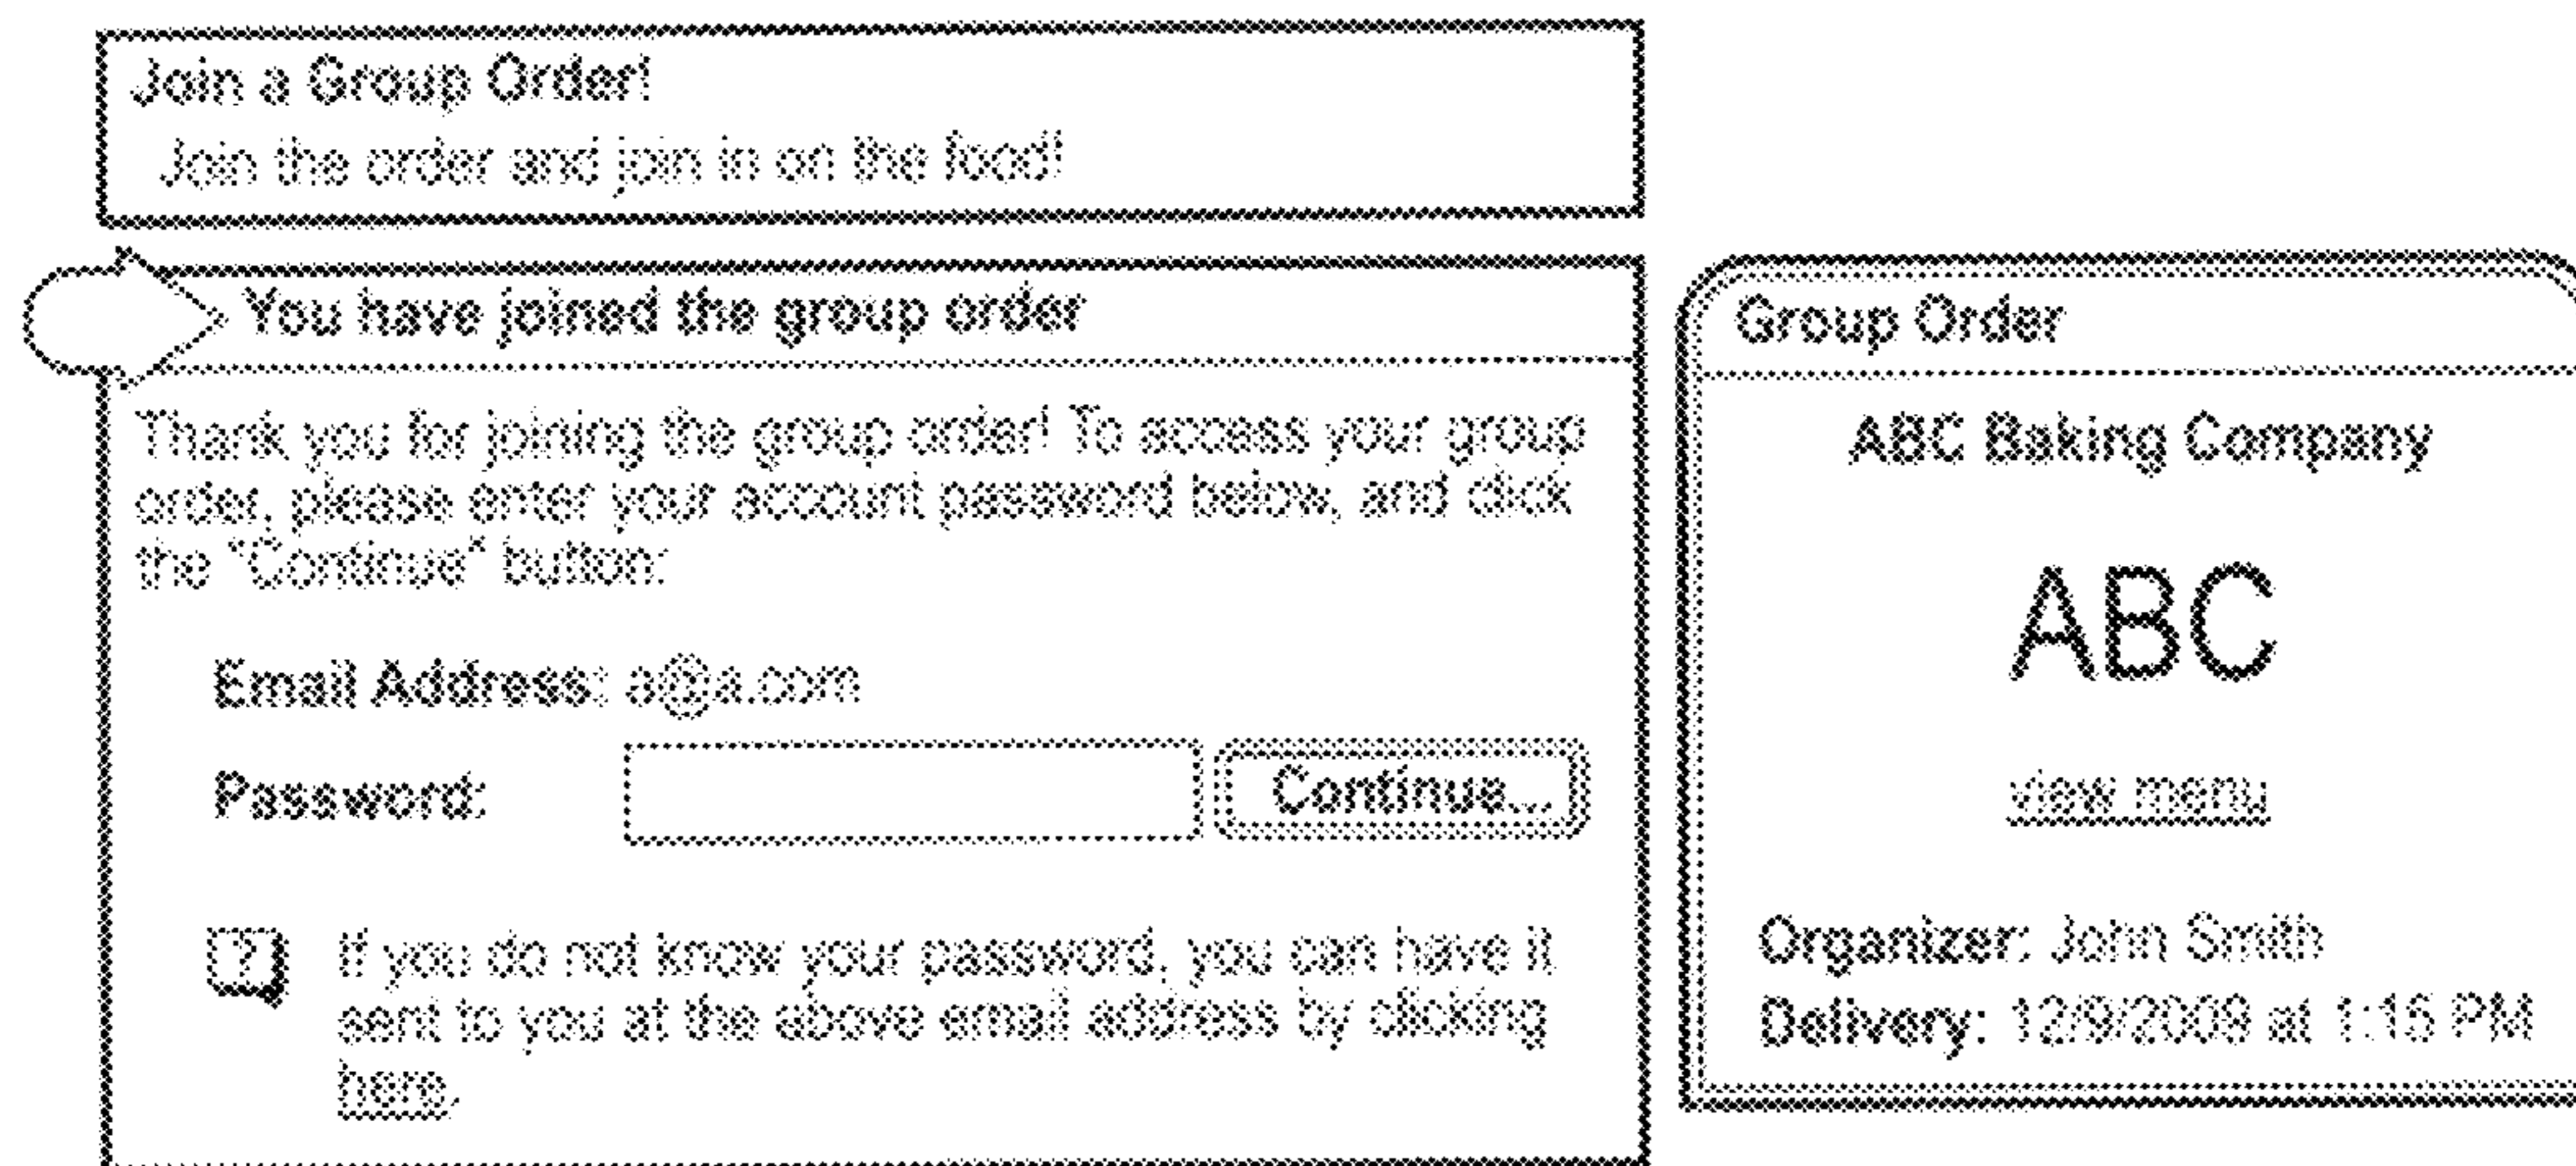 Join a Group Order!
Join the order and join in on the food!
You have joined the group order
Thank you for joining the group order! To access your group
order, please enter your account password below, and click
the "Continue" button:
Email Address: a@a.com
Password:
Continue...
?
If you do not know your password, you can have it
sent to you at the above email address by clicking
here.
Group Order
ABC Baking Company
ABC
view menu
Organizer: John Smith
Delivery: 12/9/2009 at 1:15 PM